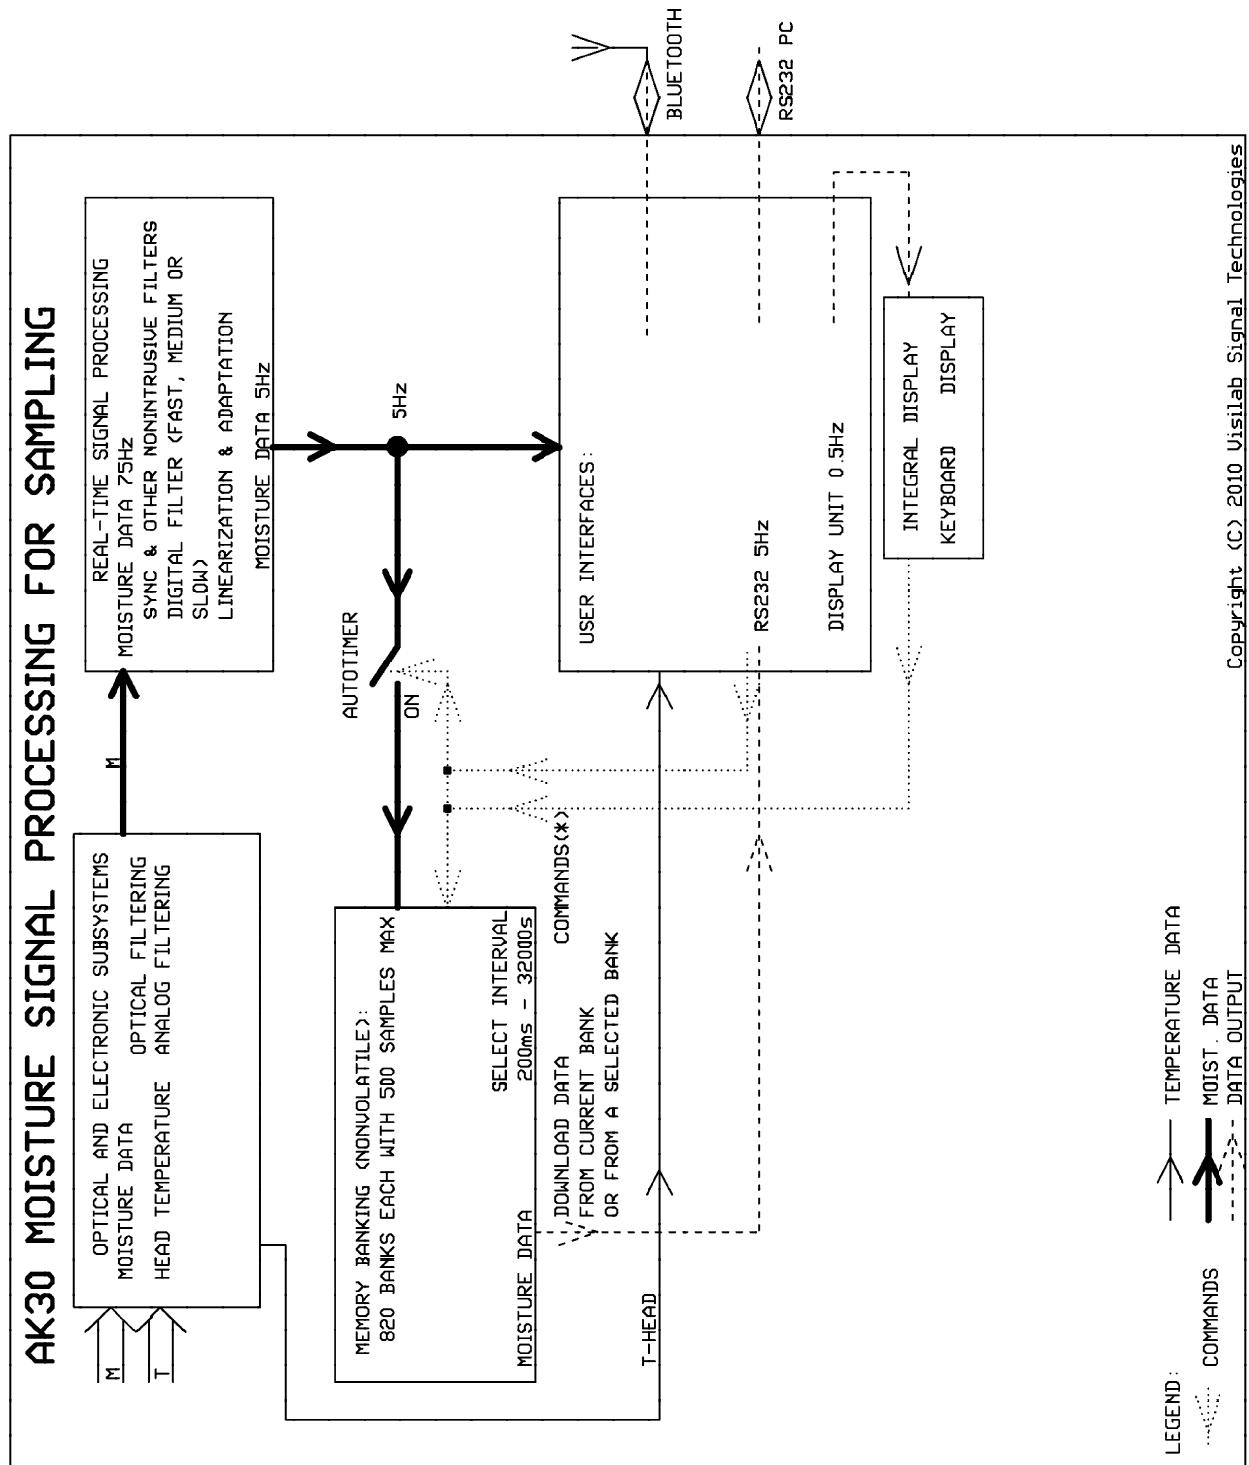 AK30 MOISTURE SIGNAL PROCESSING FOR SAMPLING
M
T
OPTICAL AND ELECTRONIC SUBSYSTEMS
MOISTURE DATA
OPTICAL FILTERING
HEAD TEMPERATURE
ANALOG FILTERING
M
REAL-TIME SIGNAL PROCESSING
MOISTURE DATA 75Hz
SYNC & OTHER NONINTRUSIVE FILTERS
DIGITAL FILTER (FAST, MEDIUM OR
SLOW)
LINEARIZATION & ADAPTATION
MOISTURE DATA 5Hz
AUTOTIMER
ON
5Hz
MEMORY BANKING (NONVOLATILE):
820 BANKS EACH WITH 500 SAMPLES MAX
SELECT INTERVAL
200ms - 32000s
MOISTURE DATA
DOWNLOAD DATA
FROM CURRENT BANK
OR FROM A SELECTED BANK
COMMANDS(*)
T-HEAD
USER INTERFACES:
RS232 5Hz
DISPLAY UNIT 0.5Hz
BLUETOOTH
RS232 PC
INTEGRAL DISPLAY
KEYBOARD
DISPLAY
LEGEND:
COMMANDS
TEMPERATURE DATA
MOIST. DATA
DATA OUTPUT
Copyright (C) 2010 Visilab Signal Technologies